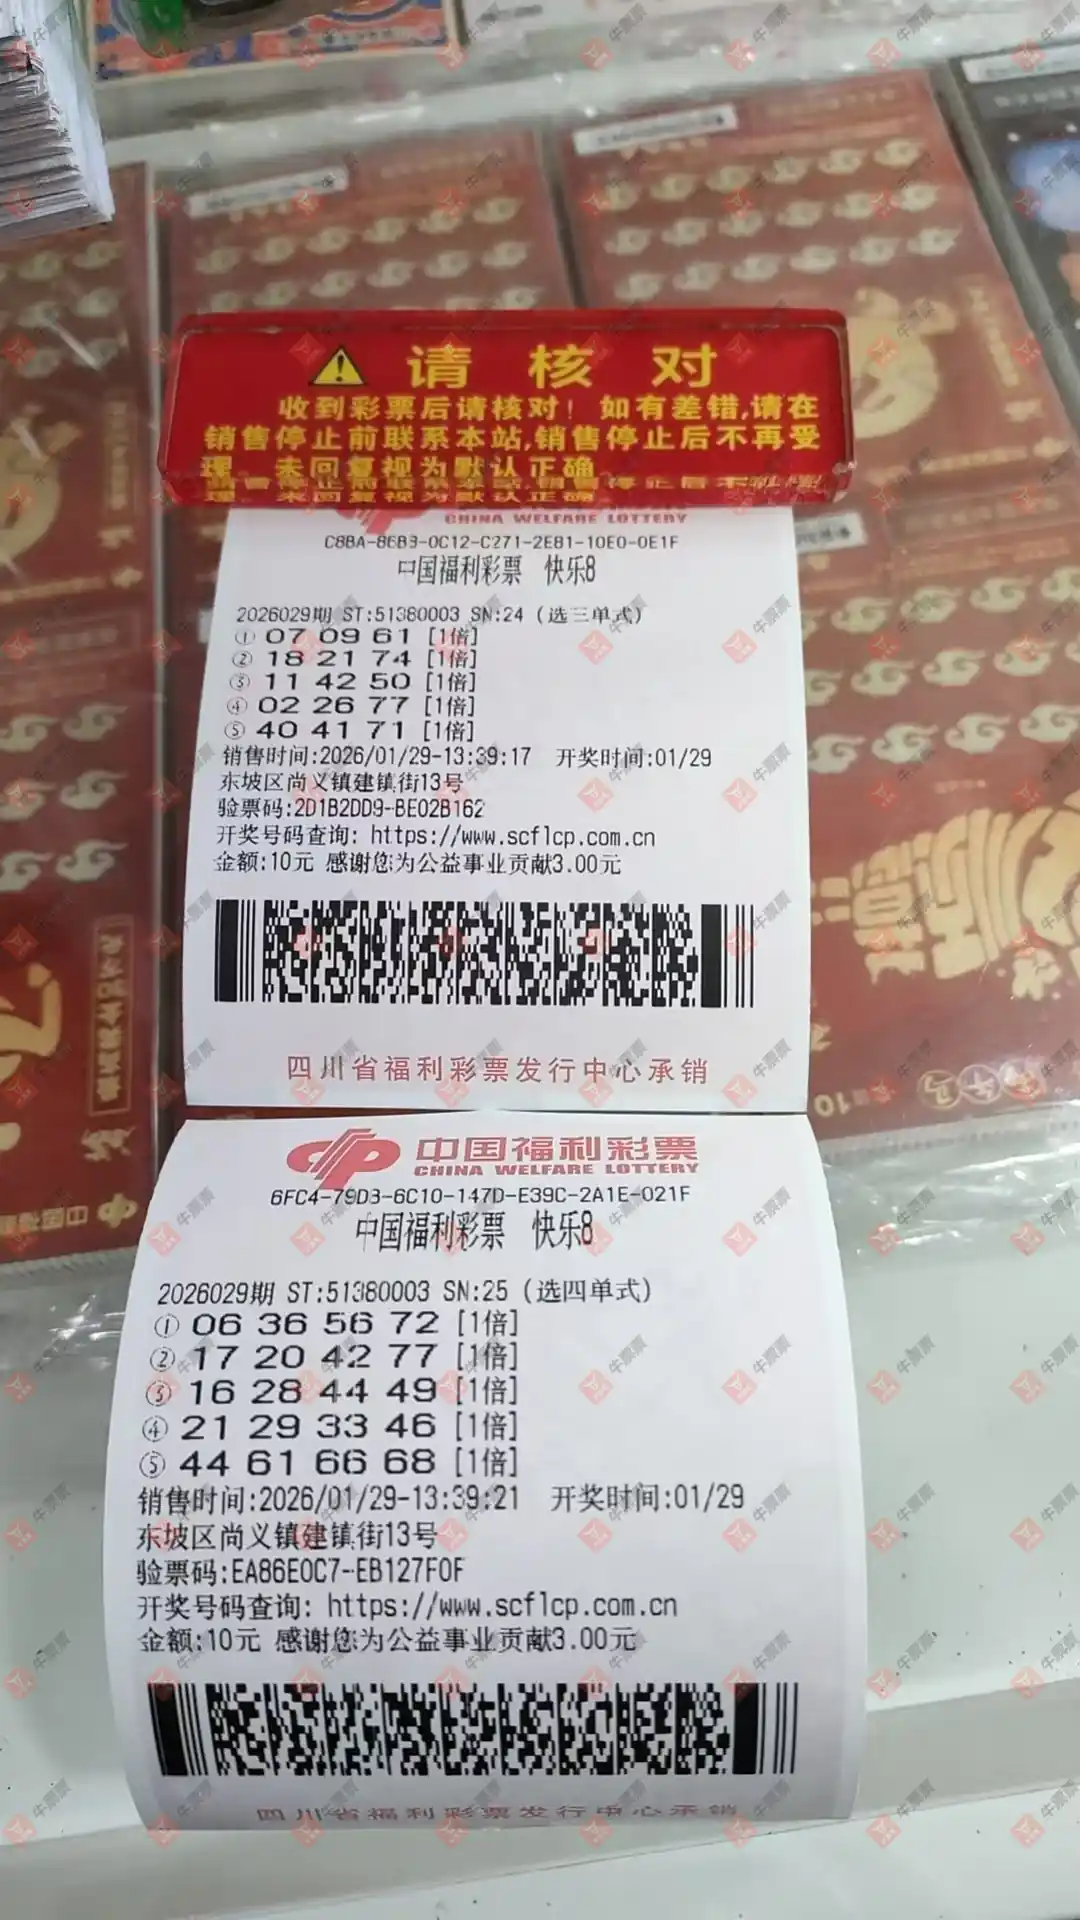 请 核 对
收到彩票后请核对！如有差错,请在
销售停止前联系本站,销售停止后不再受
理。未回复视为默认正确
CHINA WELFARE LOTTERY
C8BA-86B3-0C12-C271-2E81-10E0-0E1F
中国福利彩票 快乐8
2026029期 ST:51380003 SN:24 (选三单式)
① 07 09 61 [1倍]
② 18 21 74 [1倍]
③ 11 42 50 [1倍]
④ 02 26 77 [1倍]
⑤ 40 41 71 [1倍]
销售时间:2026/01/29-13:39:17 开奖时间:01/29
东坡区尚义镇建镇街13号
验票码:2D1B2DD9-BE02B162
开奖号码查询: https://www.scflcp.com.cn
金额:10元 感谢您为公益事业贡献3.00元
四川省福利彩票发行中心承销
中国福利彩票
CHINA WELFARE LOTTERY
6FC4-79D3-6C10-147D-E39C-2A1E-021F
中国福利彩票 快乐8
2026029期 ST:51380003 SN:25 (选四单式)
① 06 36 56 72 [1倍]
② 17 20 42 77 [1倍]
③ 16 28 44 49 [1倍]
④ 21 29 33 46 [1倍]
⑤ 44 61 66 68 [1倍]
销售时间:2026/01/29-13:39:21 开奖时间:01/29
东坡区尚义镇建镇街13号
验票码:EA86E0C7-EB127F0F
开奖号码查询: https://www.scflcp.com.cn
金额:10元 感谢您为公益事业贡献3.00元
四川省福利彩票发行中心承销
牛票票